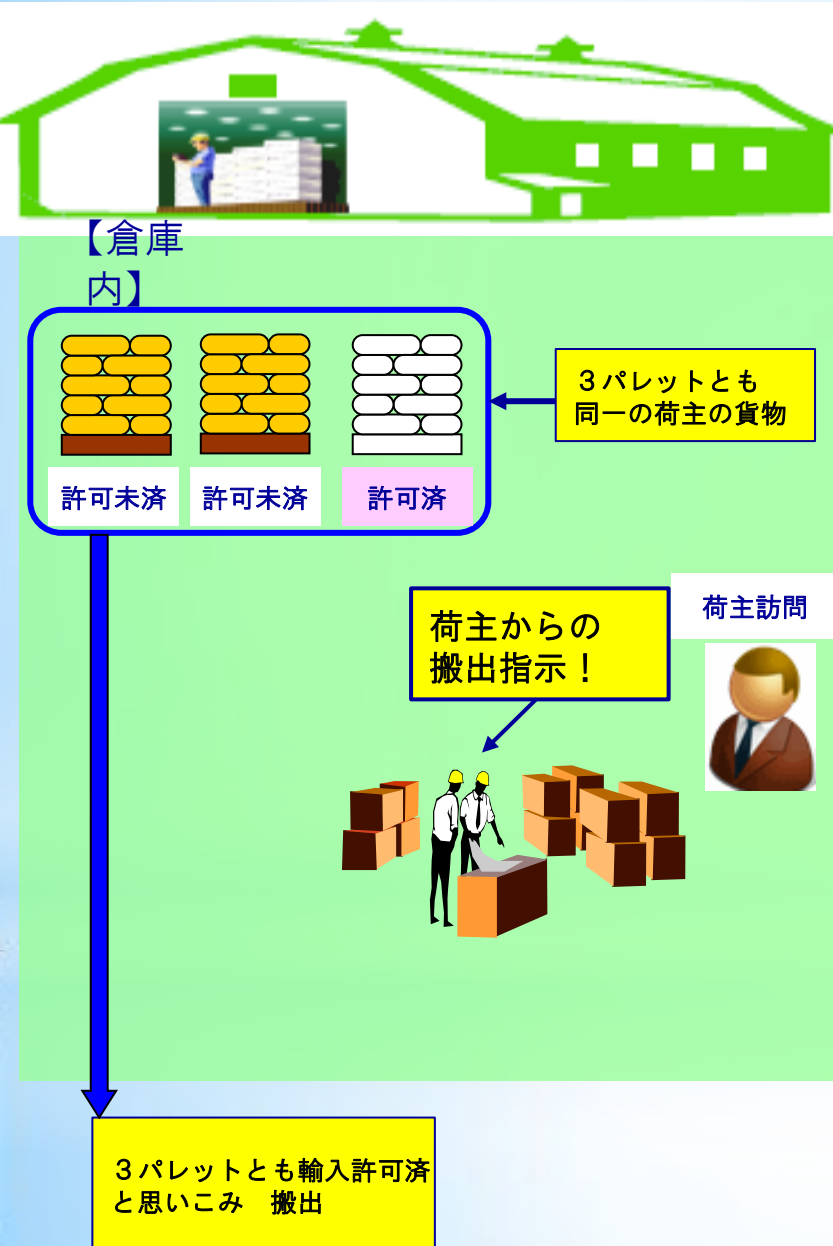 【倉庫
内】
３パレットとも
同一の荷主の貨物
許可未済
許可未済
許可済
荷主訪問
荷主からの
搬出指示！
３パレットとも輸入許可済
と思いこみ　搬出